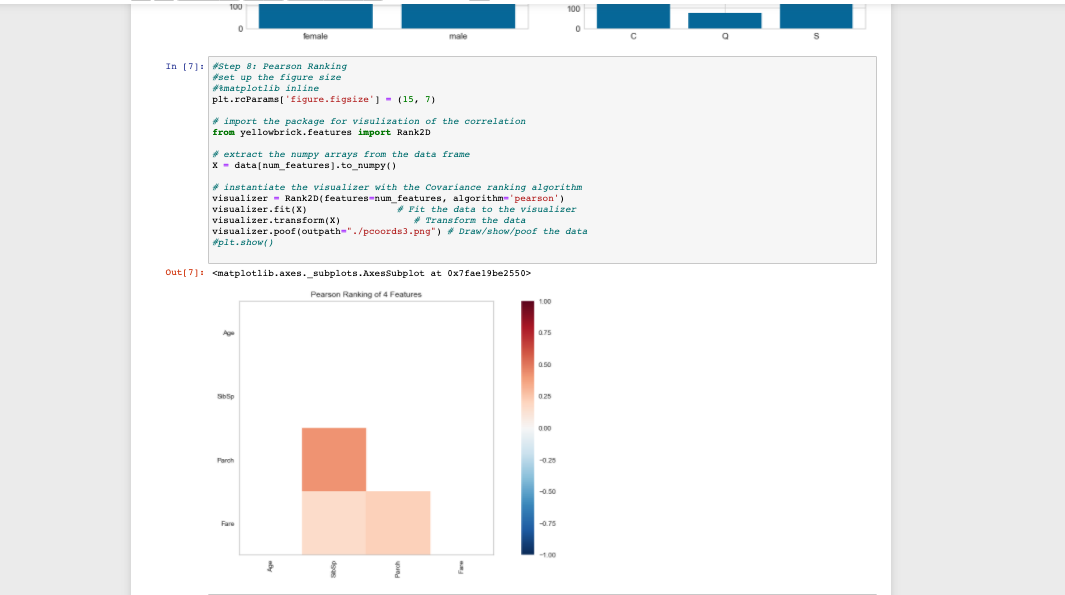 100
0
female
male
100
0
C
Q
S
In [7]:
#Step 8: Pearson Ranking
#set up the figure size
#%matplotlib inline
plt.rcParams['figure.figsize'] = (15, 7)
# import the package for visulization of the correlation
from yellowbrick.features import Rank2D
# extract the numpy arrays from the data frame
X = data[num_features].to_numpy()
# instantiate the visualizer with the Covariance ranking algorithm
visualizer = Rank2D(features=num_features, algorithm='pearson')
visualizer.fit(X) # Fit the data to the visualizer
visualizer.transform(X) # Transform the data
visualizer.poof(outpath="./pcoords3.png") # Draw/show/poof the data
#plt.show()
Out[7]: <matplotlib.axes._subplots.AxesSubplot at 0x7fae19be2550>
Pearson Ranking of 4 Features
Age
SibSp
Parch
Fare
Age
SibSp
Parch
Fare
1.00
0.75
0.50
0.25
0.00
−0.25
−0.50
−0.75
−1.00